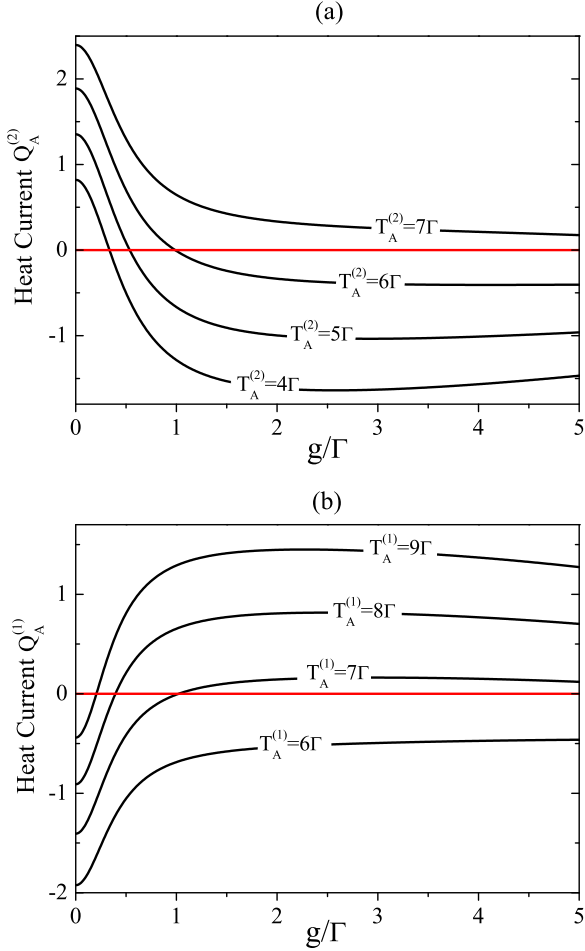 (a)
Heat Current Q_A^(2)
2
1
0
-1
T_A^(2)=7Γ
T_A^(2)=6Γ
T_A^(2)=5Γ
T_A^(2)=4Γ
0 1 2 3 4 5
g/Γ
(b)
Heat Current Q_A^(1)
1
0
-1
-2
T_A^(1)=9Γ
T_A^(1)=8Γ
T_A^(1)=7Γ
T_A^(1)=6Γ
0 1 2 3 4 5
g/Γ